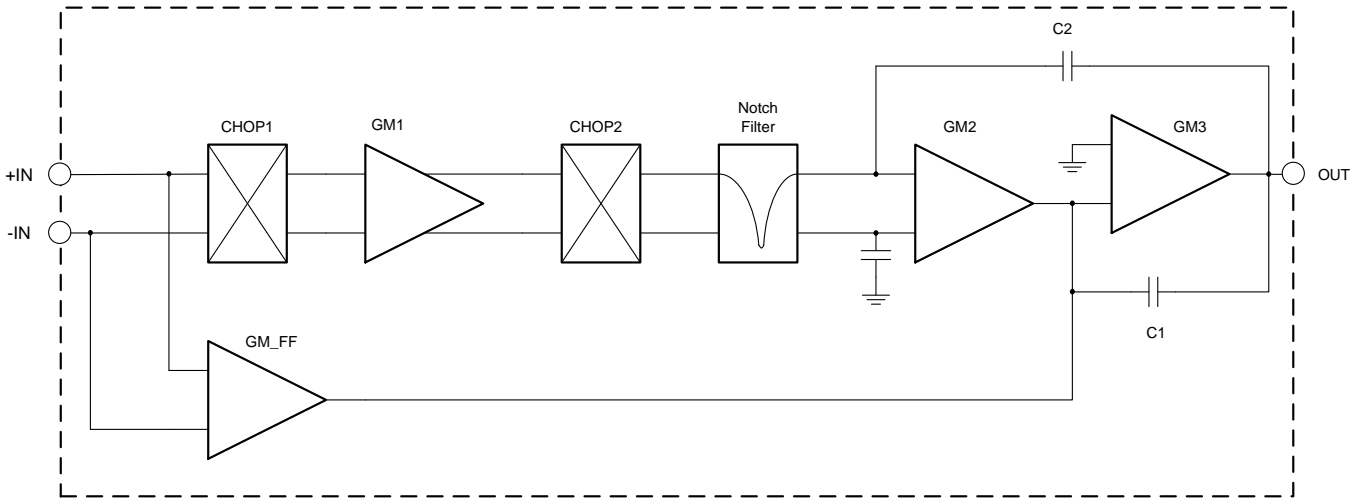 C2
CHOP1
GM1
CHOP2
Notch
Filter
GM2
GM3
+IN
-IN
OUT
C1
GM_FF